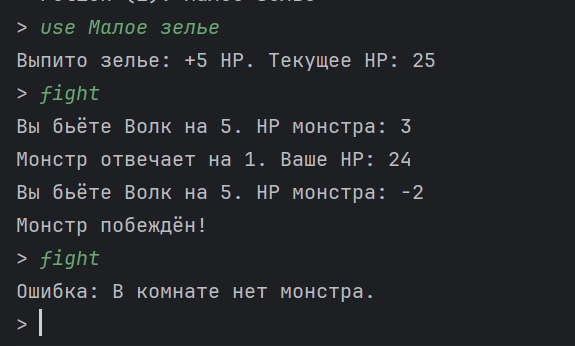 > use Малое зелье
Выпито зелье: +5 HP. Текущее HP: 25
> fight
Вы бьёте Волк на 5. HP монстра: 3
Монстр отвечает на 1. Ваше HP: 24
Вы бьёте Волк на 5. HP монстра: -2
Монстр побеждён!
> fight
Ошибка: В комнате нет монстра.
>